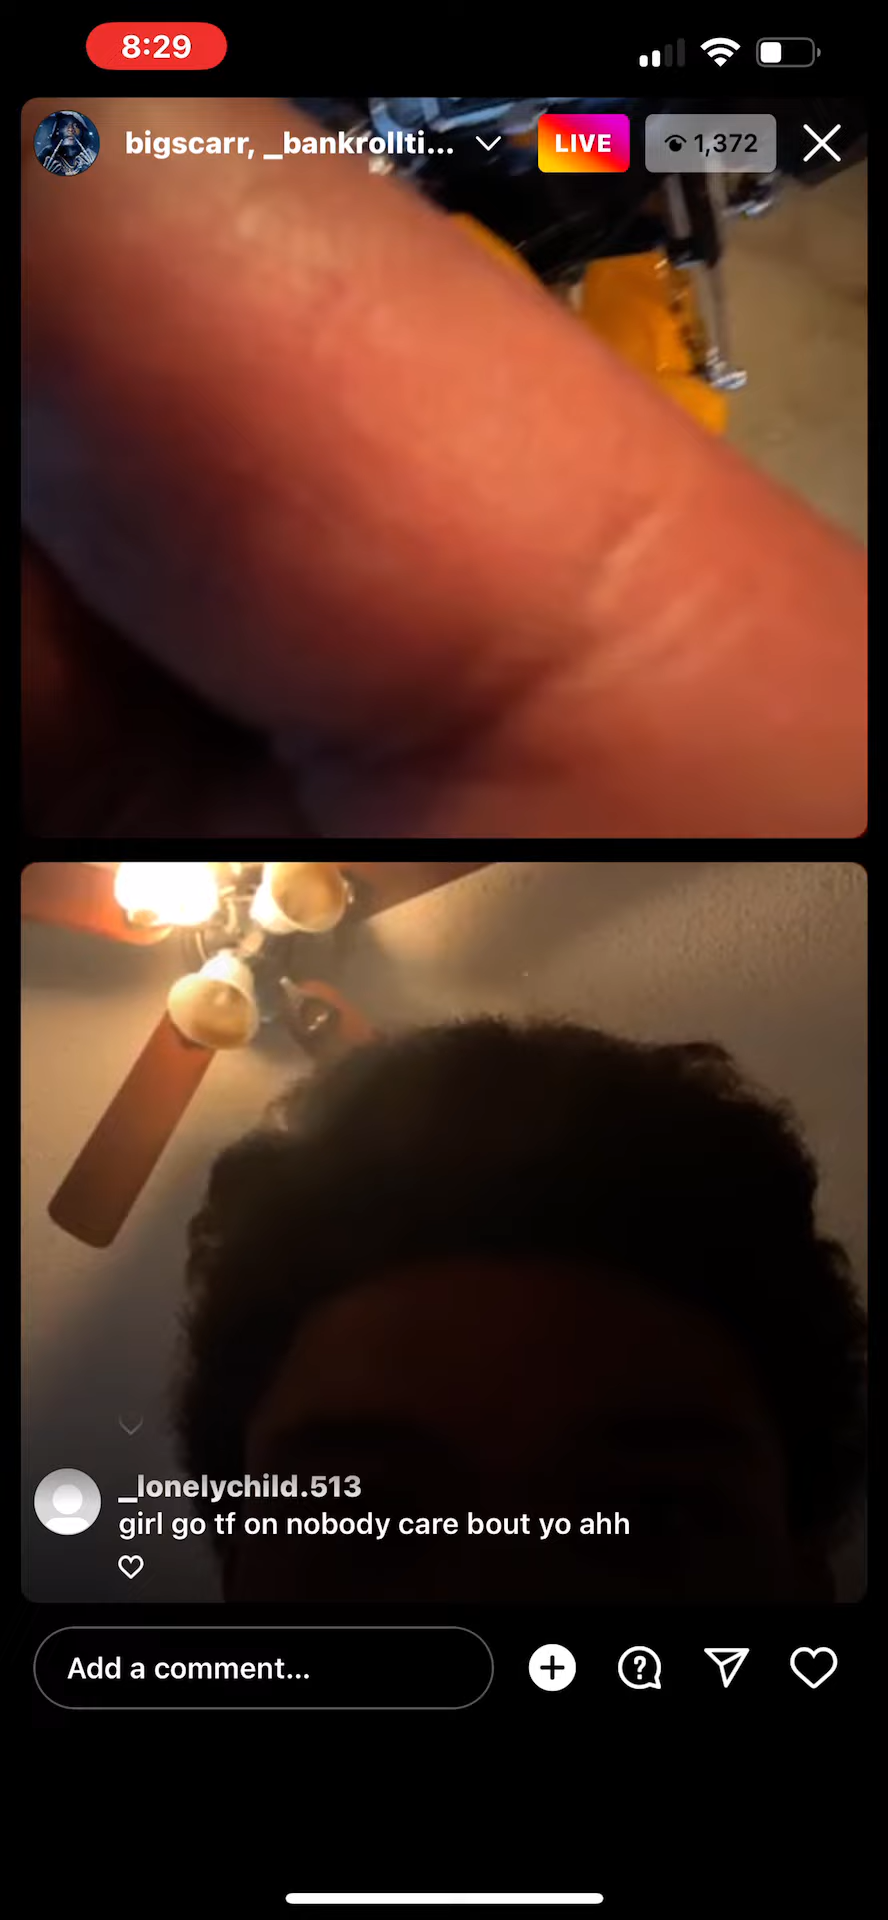 8:29
bigscarr, _bankrollti... LIVE 1,372
_lonelychild.513
girl go tf on nobody care bout yo ahh
Add a comment...